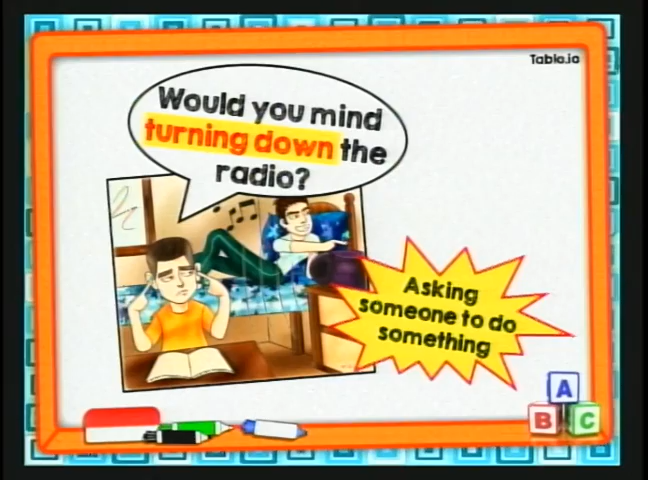 Tabla.io
Would you mind
turning down the
radio?
Asking
someone to do
something
A
B C